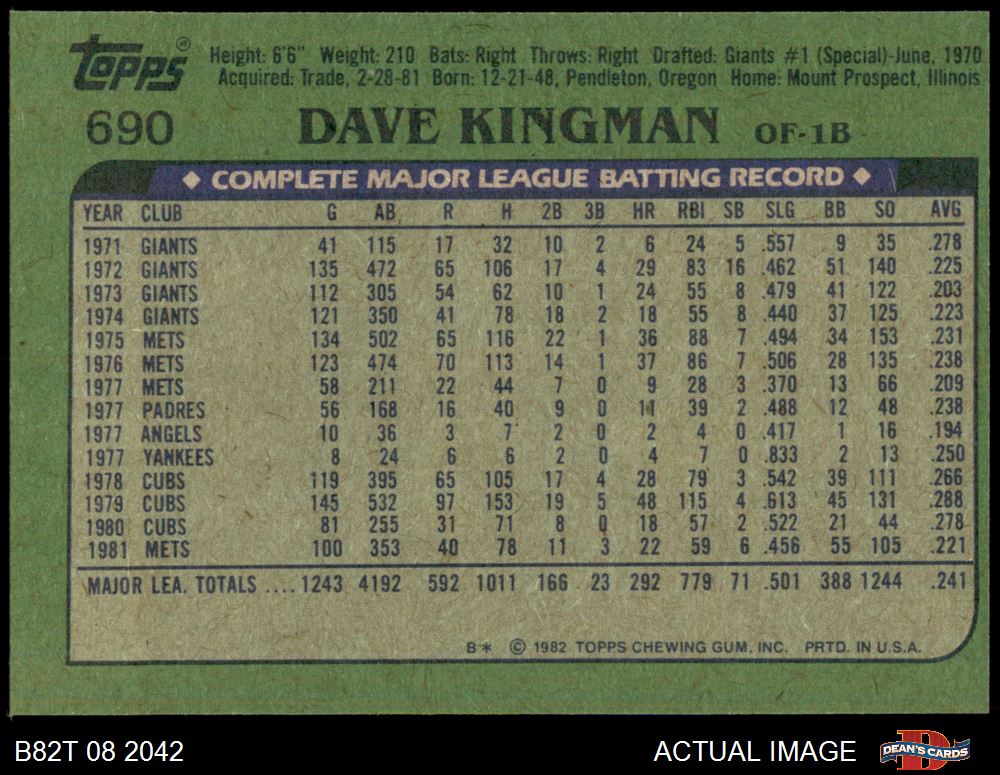 Topps® Height: 6'6" Weight: 210 Bats: Right Throws: Right Drafted: Giants #1 (Special)-June, 1970
Acquired: Trade, 2-28-81 Born: 12-21-48, Pendleton, Oregon Home: Mount Prospect, Illinois
690 DAVE KINGMAN OF-1B
◆ COMPLETE MAJOR LEAGUE BATTING RECORD ◆
YEAR CLUB G AB R H 2B 3B HR RBI SB SLG BB SO AVG
1971 GIANTS 41 115 17 32 10 2 6 24 5 .557 9 35 .278
1972 GIANTS 135 472 65 106 17 4 29 83 16 .462 51 140 .225
1973 GIANTS 112 305 54 62 10 1 24 55 8 .479 41 122 .203
1974 GIANTS 121 350 41 78 18 2 18 55 8 .440 37 125 .223
1975 METS 134 502 65 116 22 1 36 88 7 .494 34 153 .231
1976 METS 123 474 70 113 14 1 37 86 7 .506 28 135 .238
1977 METS 58 211 22 44 7 0 9 28 3 .370 13 66 .209
1977 PADRES 56 168 16 40 9 0 11 39 2 .488 12 48 .238
1977 ANGELS 10 36 3 7 2 0 2 4 0 .417 1 16 .194
1977 YANKEES 8 24 6 6 2 0 4 7 0 .833 2 13 .250
1978 CUBS 119 395 65 105 17 4 28 79 3 .542 39 111 .266
1979 CUBS 145 532 97 153 19 5 48 115 4 .613 45 131 .288
1980 CUBS 81 255 31 71 8 0 18 57 2 .522 21 44 .278
1981 METS 100 353 40 78 11 3 22 59 6 .456 55 105 .221
MAJOR LEA. TOTALS .... 1243 4192 592 1011 166 23 292 779 71 .501 388 1244 .241
B* © 1982 TOPPS CHEWING GUM, INC. PRTD. IN U.S.A.
B82T 08 2042 ACTUAL IMAGE DEAN'S CARDS